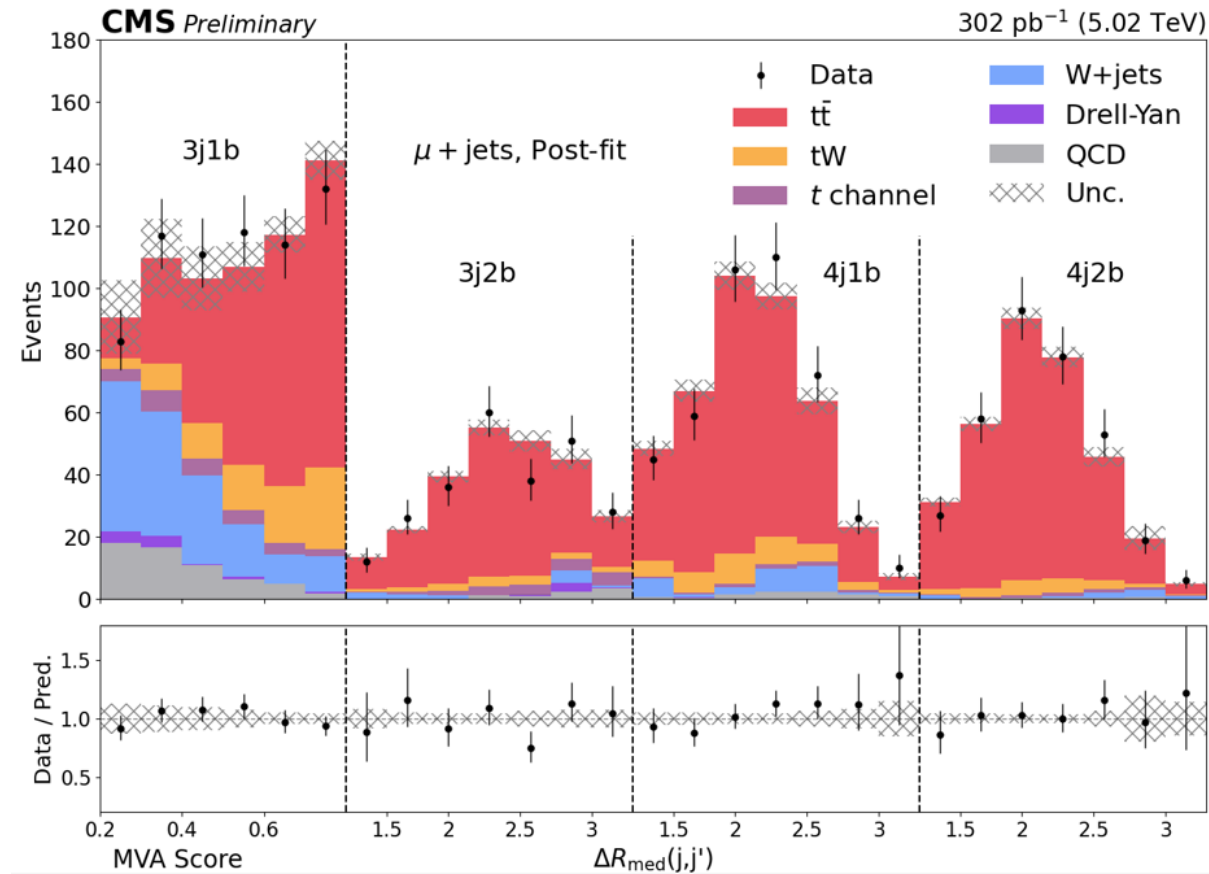 CMS Preliminary 302 pb⁻¹ (5.02 TeV)
180
160
140
120
100
80
60
40
20
0
Events
3j1b
μ + jets, Post-fit
3j2b
4j1b
4j2b
Data
tt̄
tW
t channel
W+jets
Drell-Yan
QCD
Unc.
1.5
1.0
0.5
Data / Pred.
0.2 0.4 0.6 1.5 2 2.5 3 1.5 2 2.5 3 1.5 2 2.5 3
MVA Score ΔR_med(j,j')